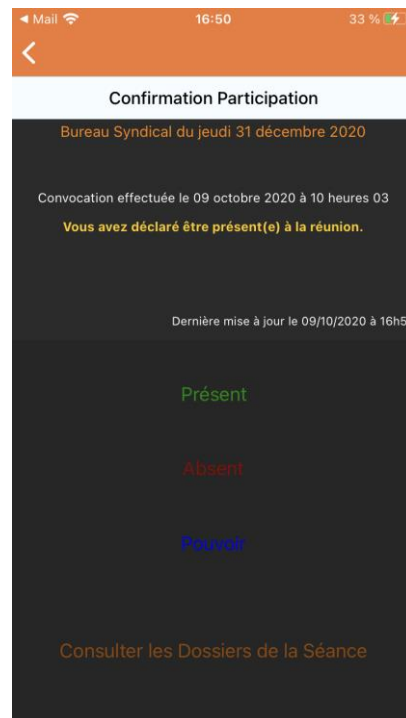 ◄ Mail 16:50 33 %
Confirmation Participation
Bureau Syndical du jeudi 31 décembre 2020
Convocation effectuée le 09 octobre 2020 à 10 heures 03
Vous avez déclaré être présent(e) à la réunion.
Dernière mise à jour le 09/10/2020 à 16h5
Présent
Absent
Pouvoir
Consulter les Dossiers de la Séance